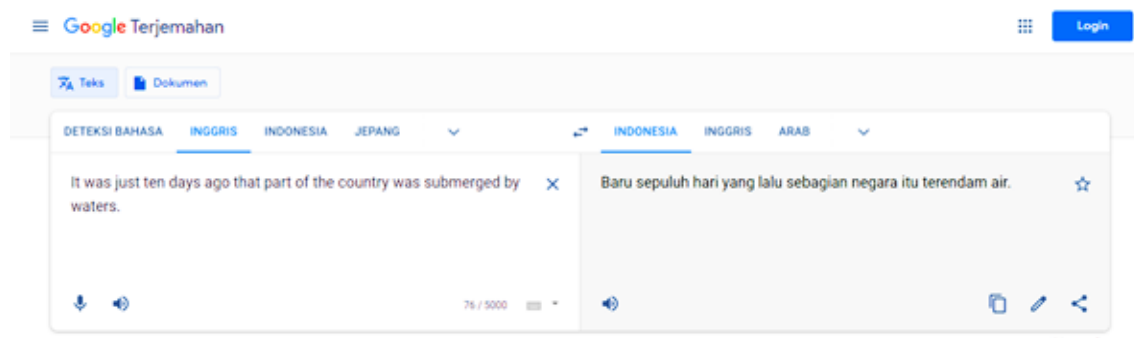 Google Terjemahan
Login
Teks
Dokumen
DETEKSI BAHASA INGGRIS INDONESIA JEPANG
INDONESIA INGGRIS ARAB
It was just ten days ago that part of the country was submerged by
waters.
Baru sepuluh hari yang lalu sebagian negara itu terendam air.
76 / 5000